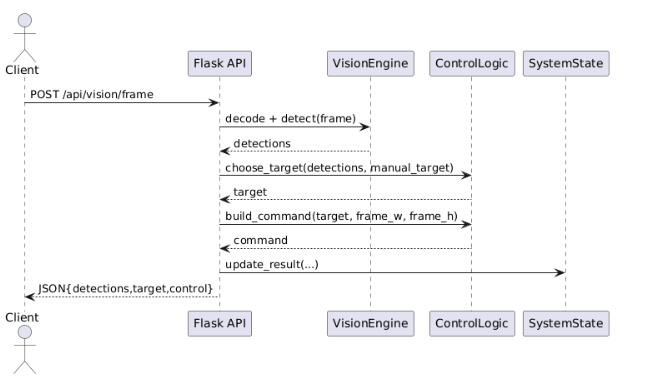 Client
Flask API
VisionEngine
ControlLogic
SystemState
POST /api/vision/frame
decode + detect(frame)
detections
choose_target(detections, manual_target)
target
build_command(target, frame_w, frame_h)
command
update_result(...)
JSON{detections,target,control}
Client
Flask API
VisionEngine
ControlLogic
SystemState